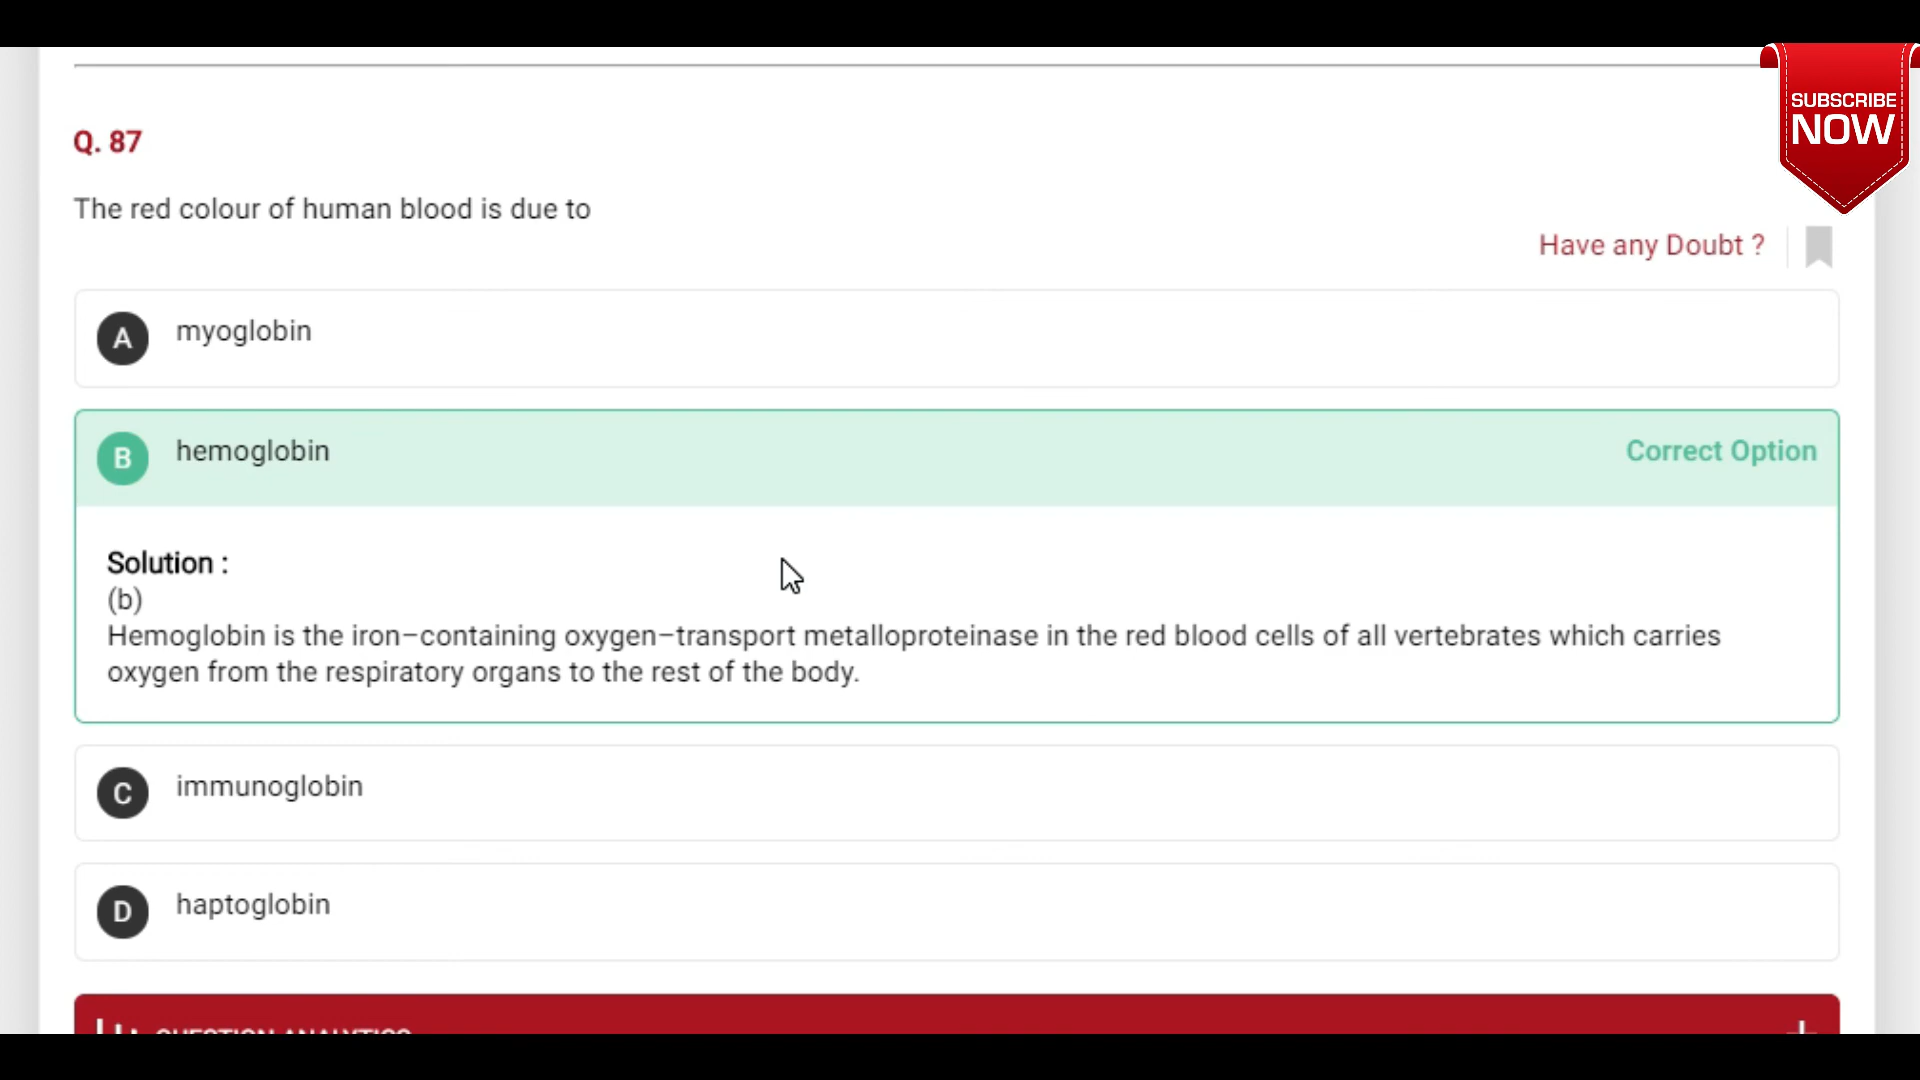 SUBSCRIBE
NOW
Q. 87
The red colour of human blood is due to
Have any Doubt ?
A myoglobin
B hemoglobin Correct Option
Solution :
(b)
Hemoglobin is the iron–containing oxygen–transport metalloproteinase in the red blood cells of all vertebrates which carries
oxygen from the respiratory organs to the rest of the body.
C immunoglobin
D haptoglobin
QUESTION ANALYTICS +